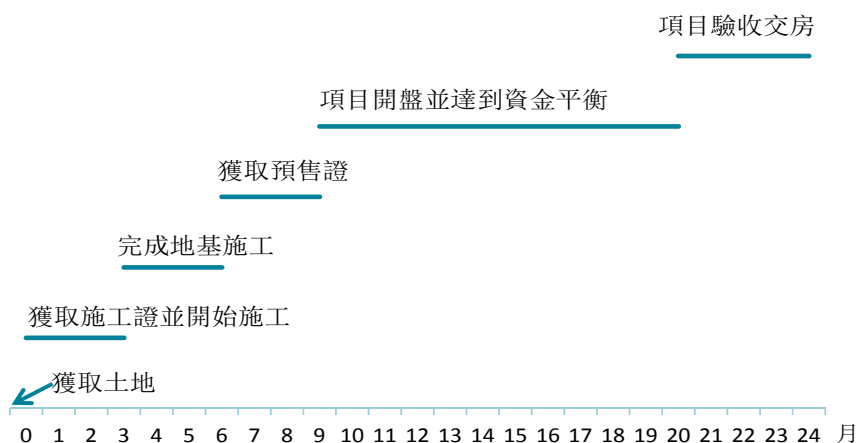 項目驗收交房
項目開盤並達到資金平衡
獲取預售證
完成地基施工
獲取施工證並開始施工
獲取土地
0 1 2 3 4 5 6 7 8 9 10 11 12 13 14 15 16 17 18 19 20 21 22 23 24 月